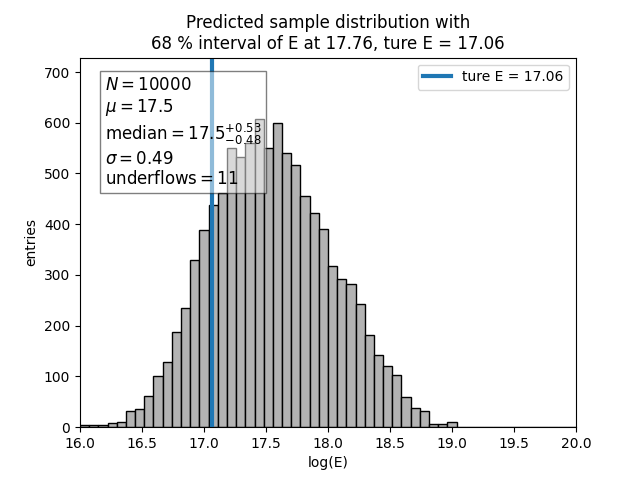 Predicted sample distribution with
68 % interval of E at 17.76, ture E = 17.06
700
600
500
400
300
200
100
0
entries
N = 10000
μ = 17.5
median = 17.5+0.53 −0.48
σ = 0.49
underflows = 11
ture E = 17.06
16.0 16.5 17.0 17.5 18.0 18.5 19.0 19.5 20.0
log(E)